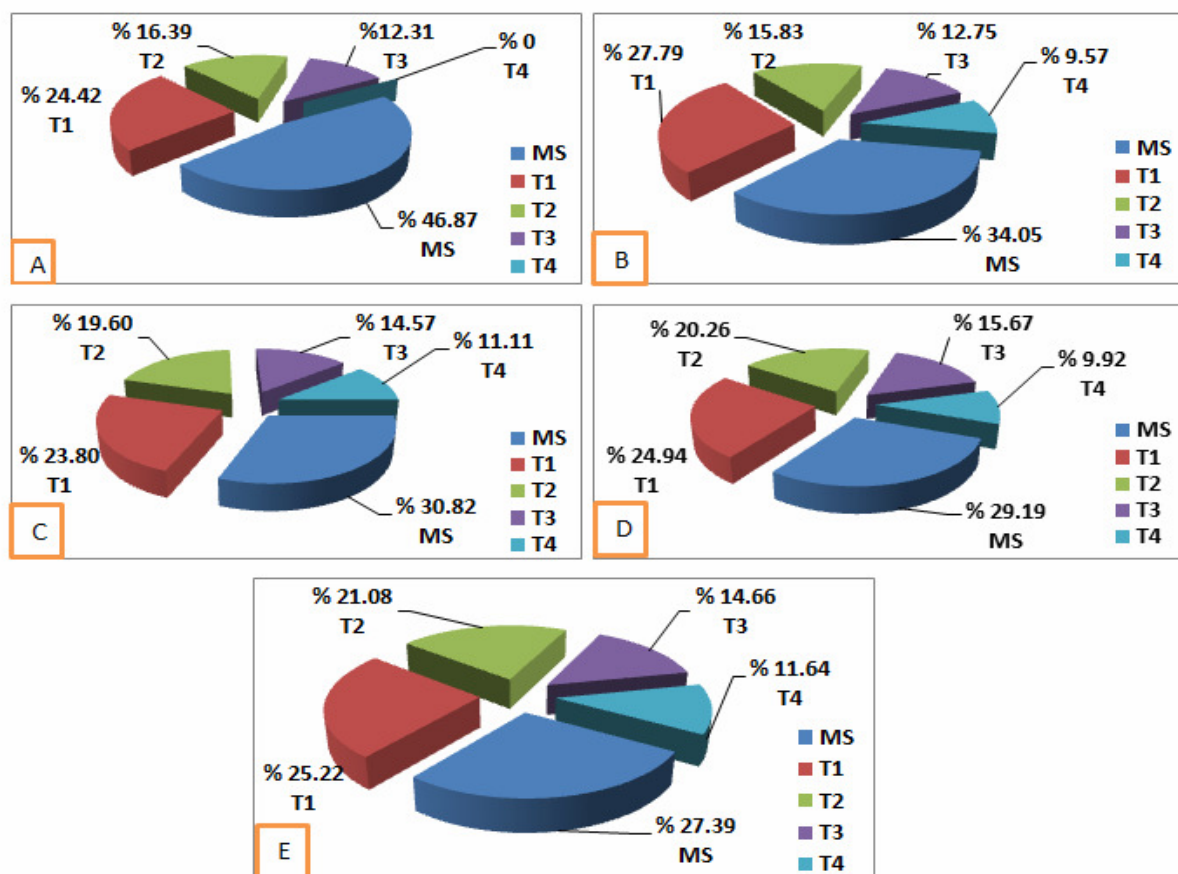 % 16.39
T2
%12.31
T3
% 0
T4
% 24.42
T1
% 46.87
MS
MS
T1
T2
T3
T4
A
% 27.79
T1
% 15.83
T2
% 12.75
T3
% 9.57
T4
% 34.05
MS
MS
T1
T2
T3
T4
B
% 19.60
T2
% 14.57
T3
% 11.11
T4
% 23.80
T1
% 30.82
MS
MS
T1
T2
T3
T4
C
% 20.26
T2
% 15.67
T3
% 9.92
T4
% 24.94
T1
% 29.19
MS
MS
T1
T2
T3
T4
D
% 21.08
T2
% 14.66
T3
% 11.64
T4
% 25.22
T1
% 27.39
MS
MS
T1
T2
T3
T4
E